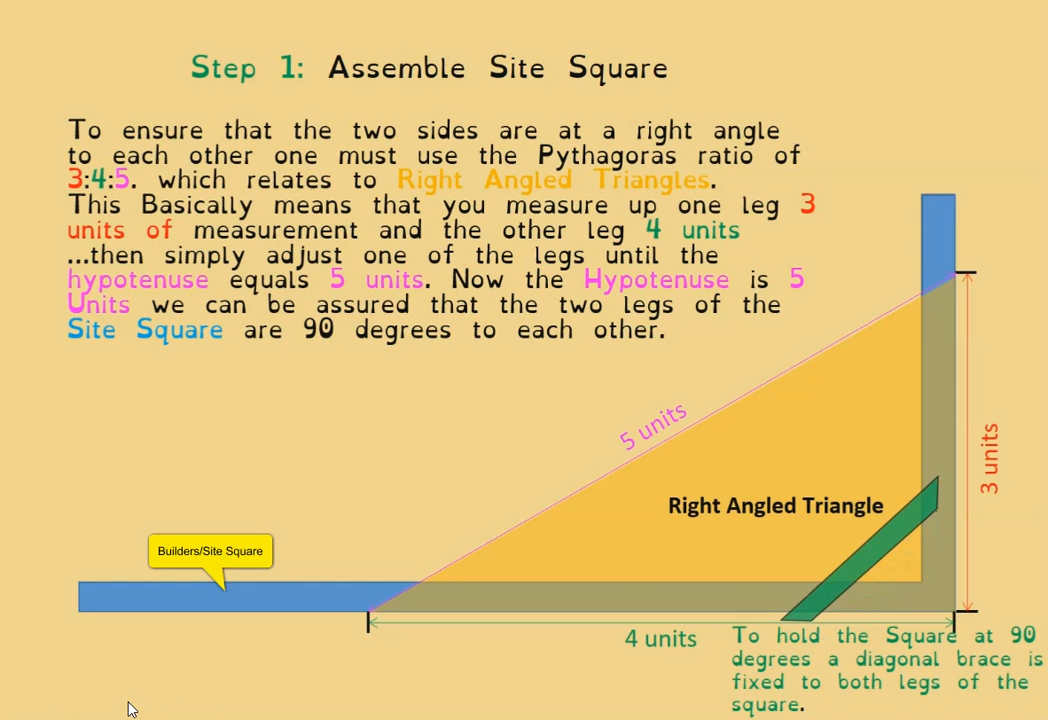 Step 1: Assemble Site Square
To ensure that the two sides are at a right angle
to each other one must use the Pythagoras ratio of
3:4:5. which relates to Right Angled Triangles.
This Basically means that you measure up one leg 3
units of measurement and the other leg 4 units
...then simply adjust one of the legs until the
hypotenuse equals 5 units. Now the Hypotenuse is 5
Units we can be assured that the two legs of the
Site Square are 90 degrees to each other.
5 units
3 units
Right Angled Triangle
Builders/Site Square
4 units
To hold the Square at 90
degrees a diagonal brace is
fixed to both legs of the
square.